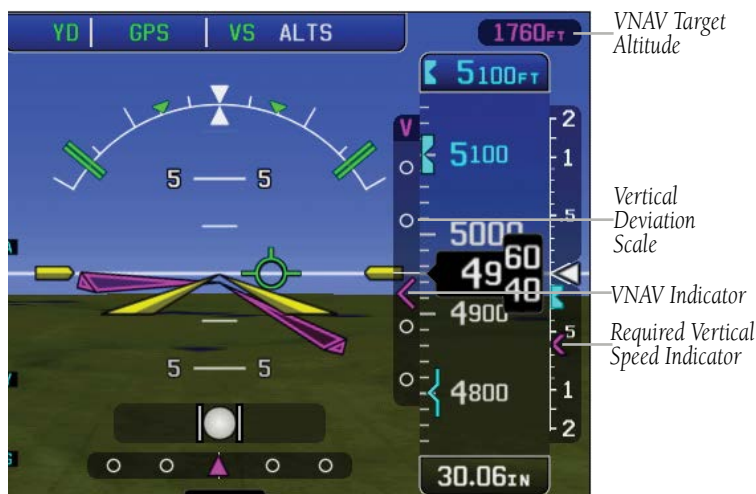 YD GPS VS ALTS 1760FT
VNAV Target
Altitude
5100FT
V
5100
2
1
5 5
Vertical
Deviation
Scale
.5
5000
4960
40
VNAV Indicator
4900
Required Vertical
Speed Indicator
.5
5 5
4800
1
2
30.06IN